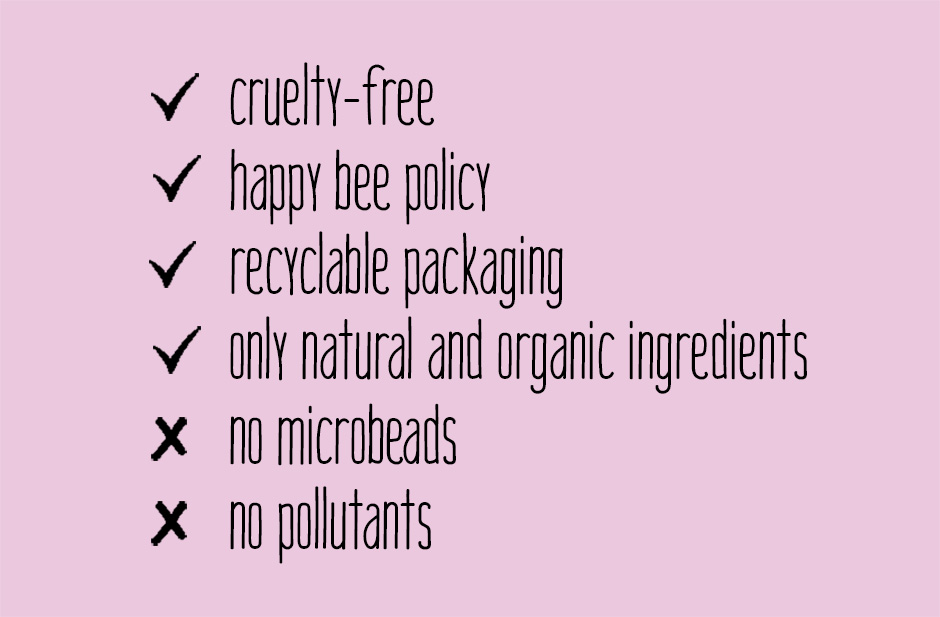 ✓ cruelty-free
✓ happy bee policy
✓ recyclable packaging
✓ only natural and organic ingredients
✗ no microbeads
✗ no pollutants